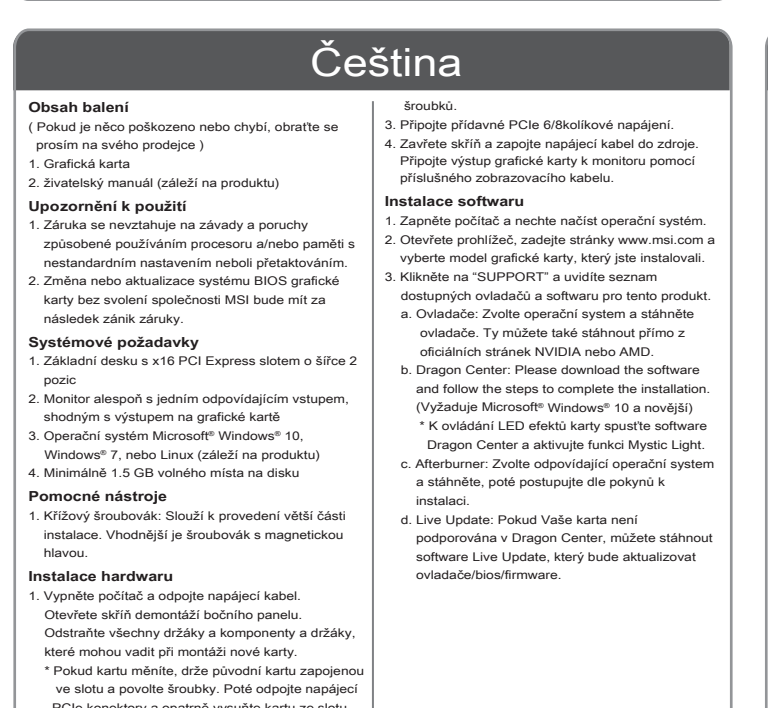 Čeština
Obsah balení
( Pokud je něco poškozeno nebo chybí, obraťte se
prosím na svého prodejce )
1. Grafická karta
2. živatelský manuál (záleží na produktu)
Upozornění k použití
1. Záruka se nevztahuje na závady a poruchy
způsobené používáním procesoru a/nebo paměti s
nestandardním nastavením neboli přetaktováním.
2. Změna nebo aktualizace systému BIOS grafické
karty bez svolení společnosti MSI bude mít za
následek zánik záruky.
Systémové požadavky
1. Základní desku s x16 PCI Express slotem o šířce 2
pozic
2. Monitor alespoň s jedním odpovídajícím vstupem,
shodným s výstupem na grafické kartě
3. Operační systém Microsoft® Windows® 10,
Windows® 7, nebo Linux (záleží na produktu)
4. Minimálně 1.5 GB volného místa na disku
Pomocné nástroje
1. Křížový šroubovák: Slouží k provedení větší části
instalace. Vhodnější je šroubovák s magnetickou
hlavou.
Instalace hardwaru
1. Vypněte počítač a odpojte napájecí kabel.
Otevřete skříň demontáží bočního panelu.
Odstraňte všechny držáky a komponenty a držáky,
které mohou vadit při montáži nové karty.
* Pokud kartu měníte, drže původní kartu zapojenou
ve slotu a povolte šrouby. Poté odpojte napájecí
PCIe konektory a opatrně vysuňte kartu ze slotu
šroubků.
3. Připojte přídavné PCIe 6/8kolíkové napájení.
4. Zavřete skříň a zapojte napájecí kabel do zdroje.
Připojte výstup grafické karty k monitoru pomocí
příslušného zobrazovacího kabelu.
Instalace softwaru
1. Zapněte počítač a nechte načíst operační systém.
2. Otevřete prohlížeč, zadejte stránky www.msi.com a
vyberte model grafické karty, který jste instalovali.
3. Klikněte na “SUPPORT” a uvidíte seznam
dostupných ovladačů a softwaru pro tento produkt.
a. Ovladače: Zvolte operační system a stáhněte
ovladače. Ty můžete také stáhnout přímo z
oficiálních stránek NVIDIA nebo AMD.
b. Dragon Center: Please download the software
and follow the steps to complete the installation.
(Vyžaduje Microsoft® Windows® 10 a novější)
* K ovládání LED efektů karty spusťte software
Dragon Center a aktivujte funkci Mystic Light.
c. Afterburner: Zvolte odpovídající operační system
a stáhněte, poté postupujte dle pokynů k
instalaci.
d. Live Update: Pokud Vaše karta není
podporována v Dragon Center, můžete stáhnout
software Live Update, který bude aktualizovat
ovladače/bios/firmware.